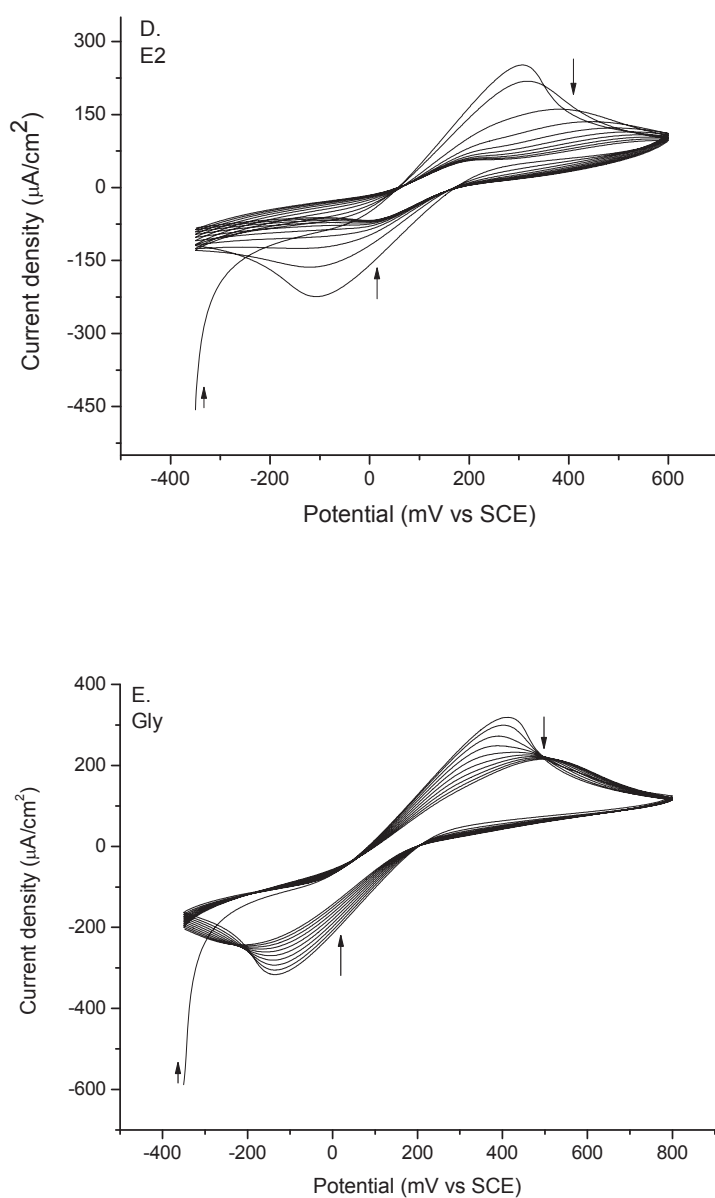 D.
E2
300
150
0
-150
-300
-450
Current density (μA/cm²)
-400 -200 0 200 400 600
Potential (mV vs SCE)
E.
Gly
400
200
0
-200
-400
-600
Current density (μA/cm²)
-400 -200 0 200 400 600 800
Potential (mV vs SCE)